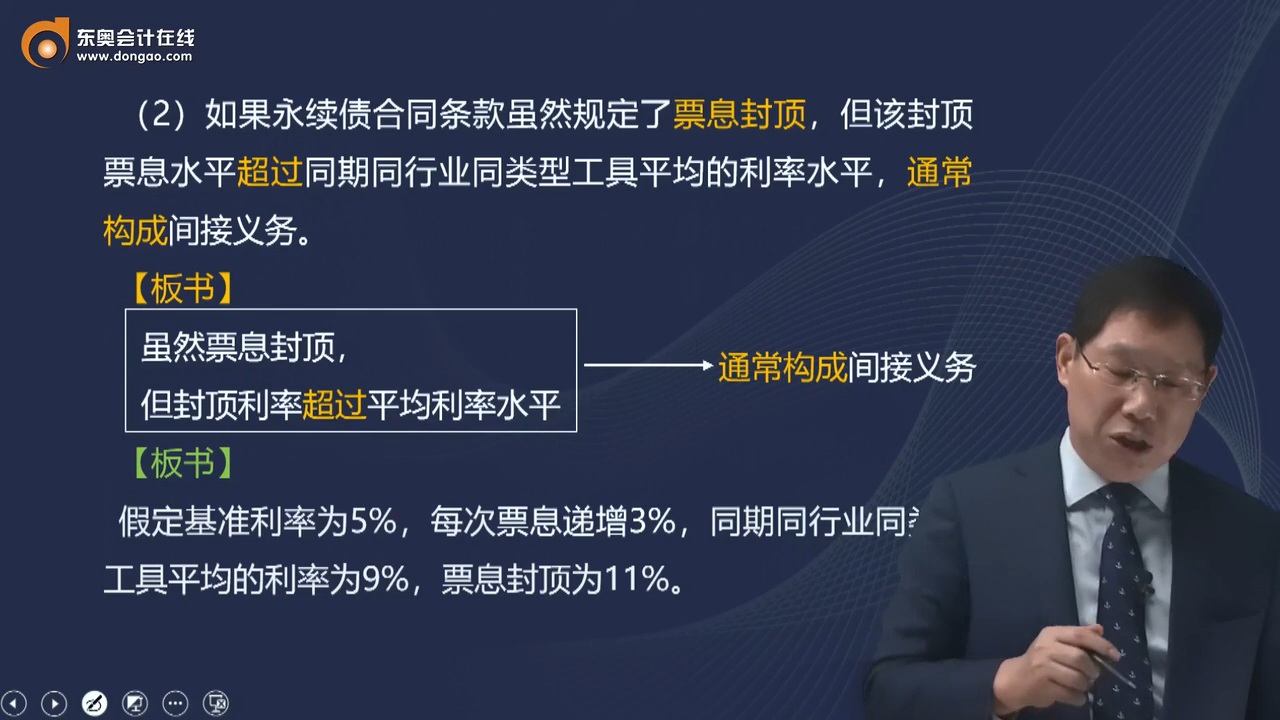 东奥会计在线
www.dongao.com
（2）如果永续债合同条款虽然规定了票息封顶，但该封顶
票息水平超过同期同行业同类型工具平均的利率水平，通常
构成间接义务。
【板书】
虽然票息封顶，
但封顶利率超过平均利率水平
通常构成间接义务
【板书】
假定基准利率为5%，每次票息递增3%，同期同行业同
工具平均的利率为9%，票息封顶为11%。